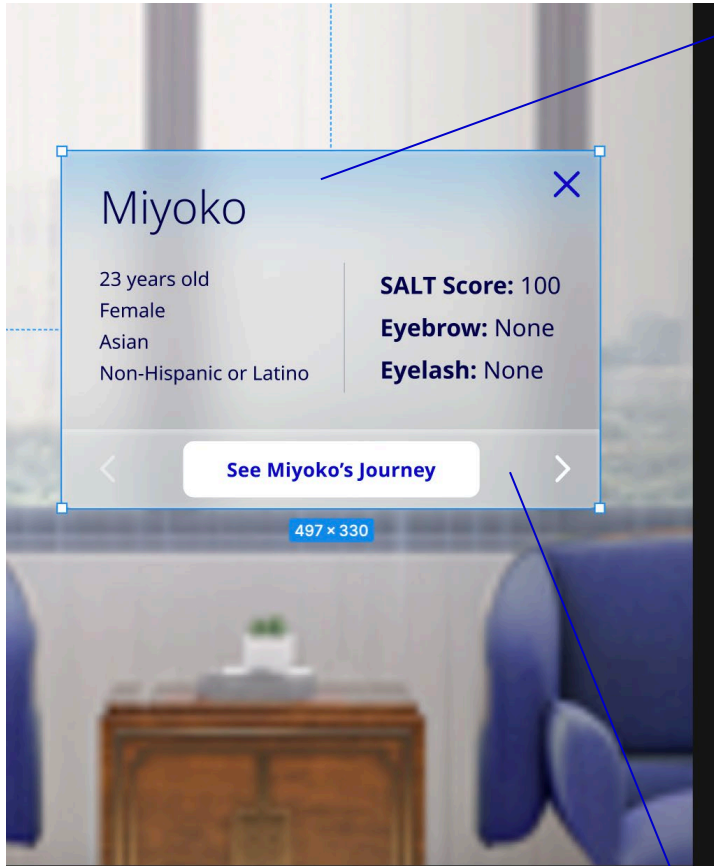 Miyoko
23 years old
Female
Asian
Non-Hispanic or Latino
SALT Score: 100
Eyebrow: None
Eyelash: None
See Miyoko’s Journey
497 × 330